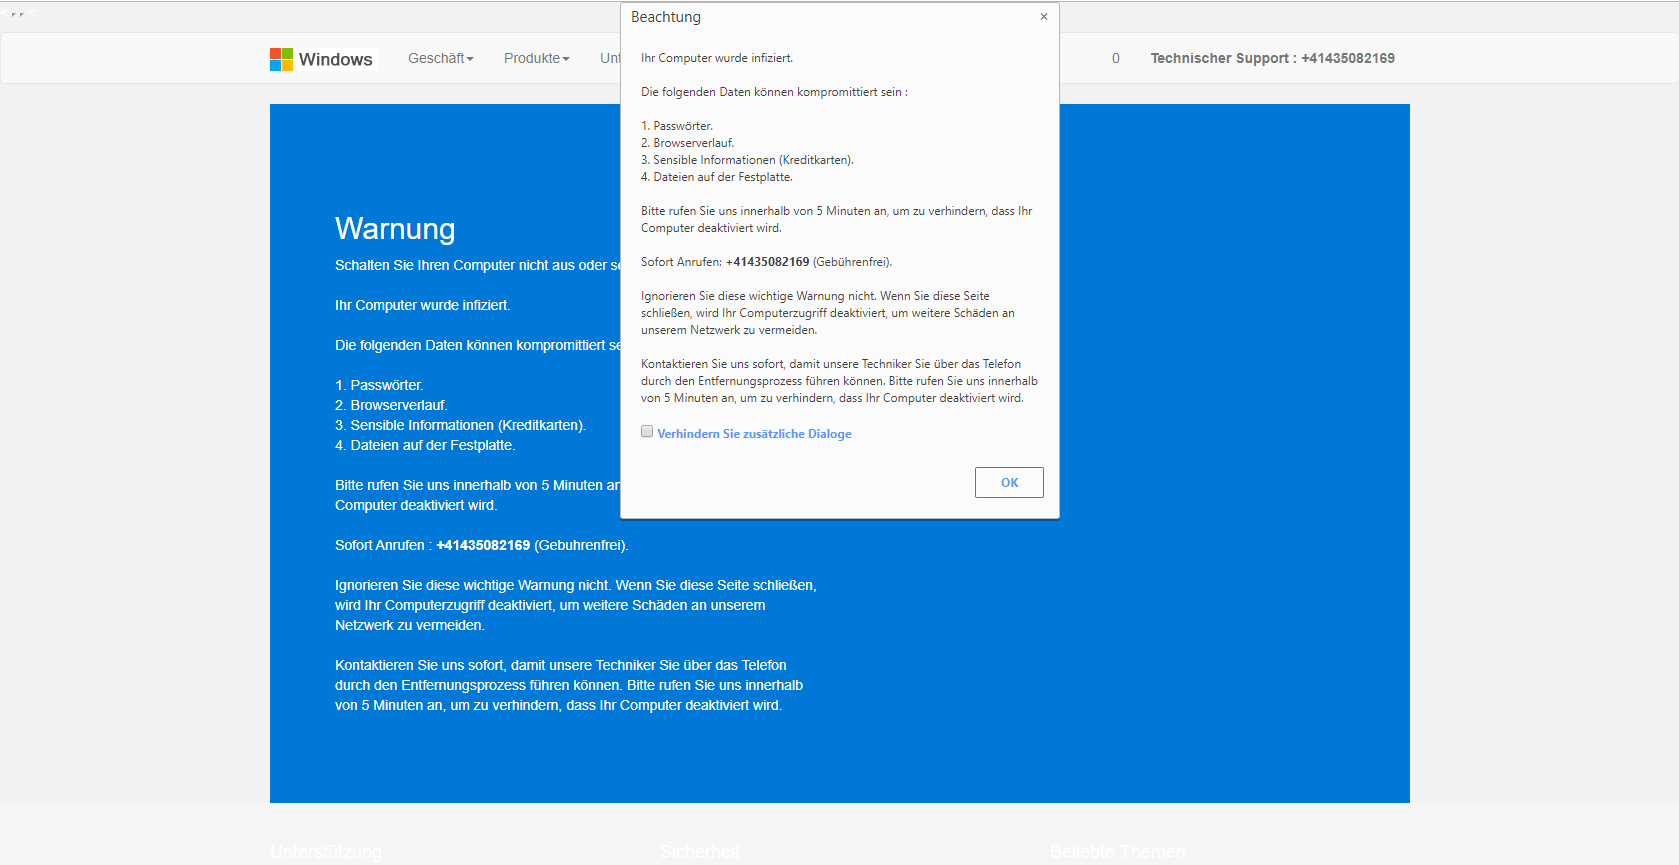 Windows
Geschäft
Produkte
Unt
0
Technischer Support : +41435082169
Beachtung
×
Ihr Computer wurde infiziert.
Die folgenden Daten können kompromittiert sein :
1. Passwörter.
2. Browserverlauf.
3. Sensible Informationen (Kreditkarten).
4. Dateien auf der Festplatte.
Bitte rufen Sie uns innerhalb von 5 Minuten an, um zu verhindern, dass Ihr
Computer deaktiviert wird.
Sofort Anrufen: +41435082169 (Gebührenfrei).
Ignorieren Sie diese wichtige Warnung nicht. Wenn Sie diese Seite
schließen, wird Ihr Computerzugriff deaktiviert, um weitere Schäden an
unserem Netzwerk zu vermeiden.
Kontaktieren Sie uns sofort, damit unsere Techniker Sie über das Telefon
durch den Entfernungsprozess führen können. Bitte rufen Sie uns innerhalb
von 5 Minuten an, um zu verhindern, dass Ihr Computer deaktiviert wird.
Verhindern Sie zusätzliche Dialoge
OK
Warnung
Schalten Sie Ihren Computer nicht aus oder se
Ihr Computer wurde infiziert.
Die folgenden Daten können kompromittiert se
1. Passwörter.
2. Browserverlauf.
3. Sensible Informationen (Kreditkarten).
4. Dateien auf der Festplatte.
Bitte rufen Sie uns innerhalb von 5 Minuten an
Computer deaktiviert wird.
Sofort Anrufen : +41435082169 (Gebuhrenfrei).
Ignorieren Sie diese wichtige Warnung nicht. Wenn Sie diese Seite schließen,
wird Ihr Computerzugriff deaktiviert, um weitere Schäden an unserem
Netzwerk zu vermeiden.
Kontaktieren Sie uns sofort, damit unsere Techniker Sie über das Telefon
durch den Entfernungsprozess führen können. Bitte rufen Sie uns innerhalb
von 5 Minuten an, um zu verhindern, dass Ihr Computer deaktiviert wird.
Unterstützung
Sicherheit
Beliebte Themen